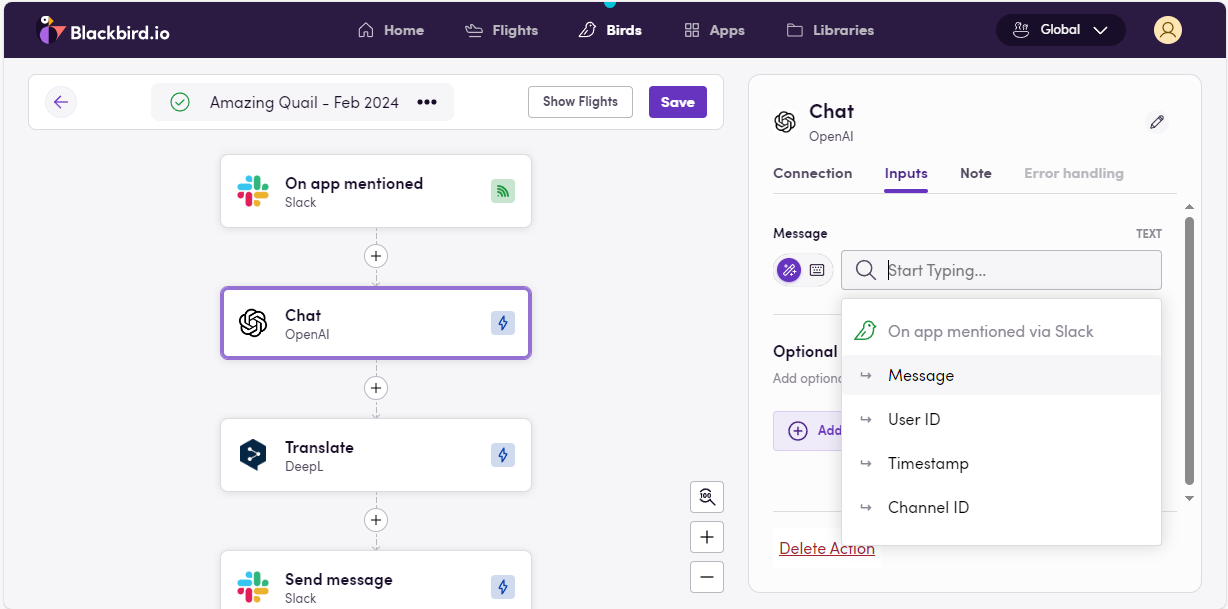 Blackbird.io
Home
Flights
Birds
Apps
Libraries
Global
Amazing Quail - Feb 2024
Show Flights
Save
On app mentioned
Slack
Chat
OpenAI
Translate
DeepL
Send message
Slack
100
Chat
OpenAI
Connection
Inputs
Note
Error handling
Message
TEXT
Start Typing...
On app mentioned via Slack
Message
User ID
Timestamp
Channel ID
Optional
Add optiona
Add
Delete Action